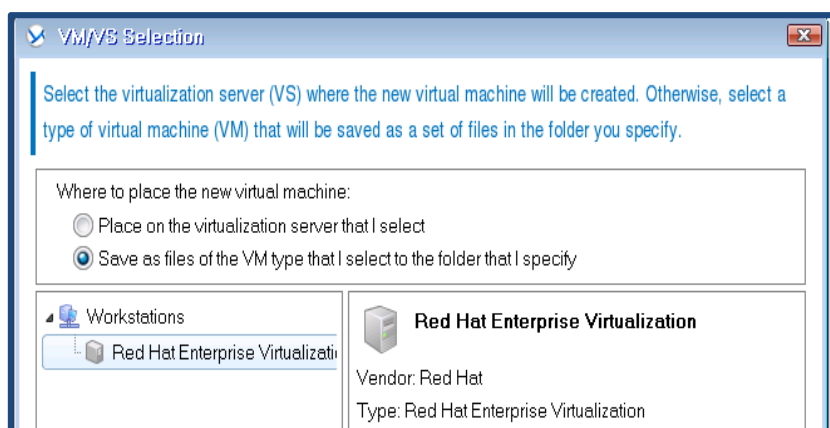 VM/VS Selection
Select the virtualization server (VS) where the new virtual machine will be created. Otherwise, select a
type of virtual machine (VM) that will be saved as a set of files in the folder you specify.
Where to place the new virtual machine:
Place on the virtualization server that I select
Save as files of the VM type that I select to the folder that I specify
Workstations
Red Hat Enterprise Virtualizati
Red Hat Enterprise Virtualization
Vendor: Red Hat
Type: Red Hat Enterprise Virtualization